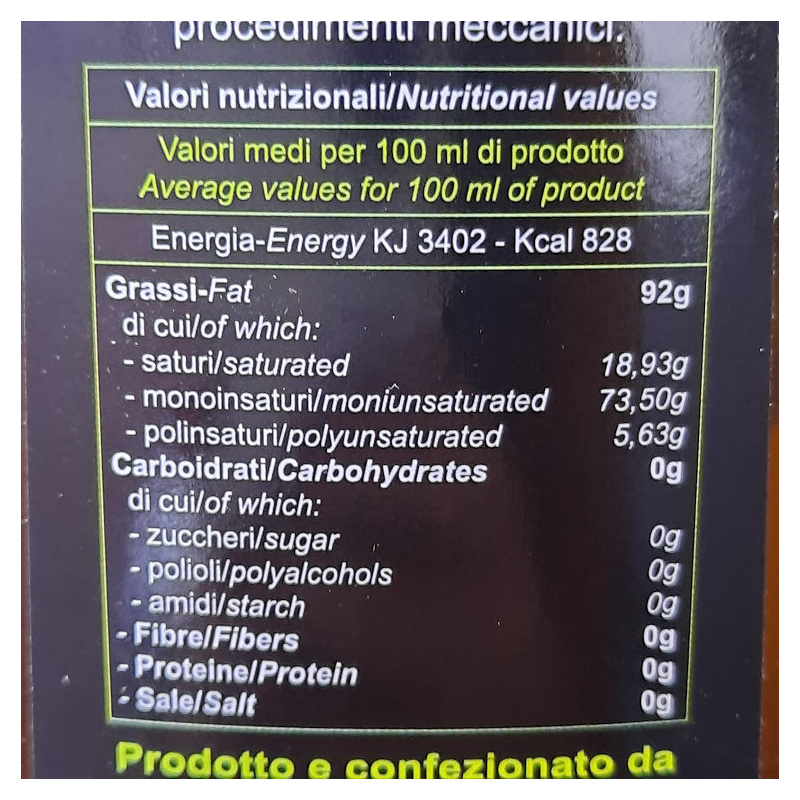 procedimenti meccanici.
Valori nutrizionali/Nutritional values
Valori medi per 100 ml di prodotto
Average values for 100 ml of product
Energia-Energy KJ 3402 - Kcal 828
Grassi-Fat 92g
di cui/of which:
- saturi/saturated 18,93g
- monoinsaturi/moniunsaturated 73,50g
- polinsaturi/polyunsaturated 5,63g
Carboidrati/Carbohydrates 0g
di cui/of which:
- zuccheri/sugar 0g
- polioli/polyalcohols 0g
- amidi/starch 0g
- Fibre/Fibers 0g
- Proteine/Protein 0g
- Sale/Salt 0g
Prodotto e confezionato da